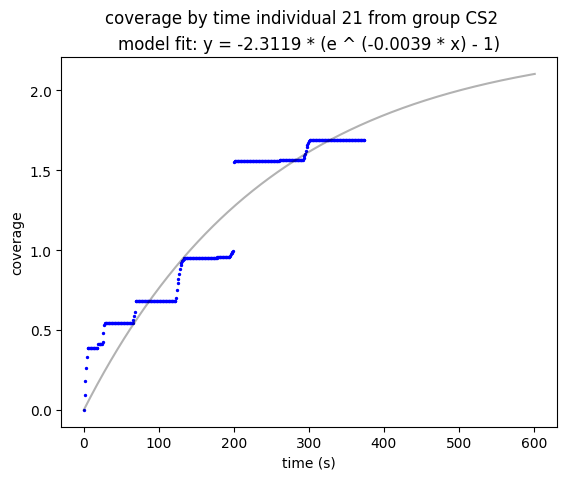 coverage by time individual 21 from group CS2
model fit: y = -2.3119 * (e ^ (-0.0039 * x) - 1)
2.0
1.5
1.0
0.5
0.0
coverage
0 100 200 300 400 500 600
time (s)